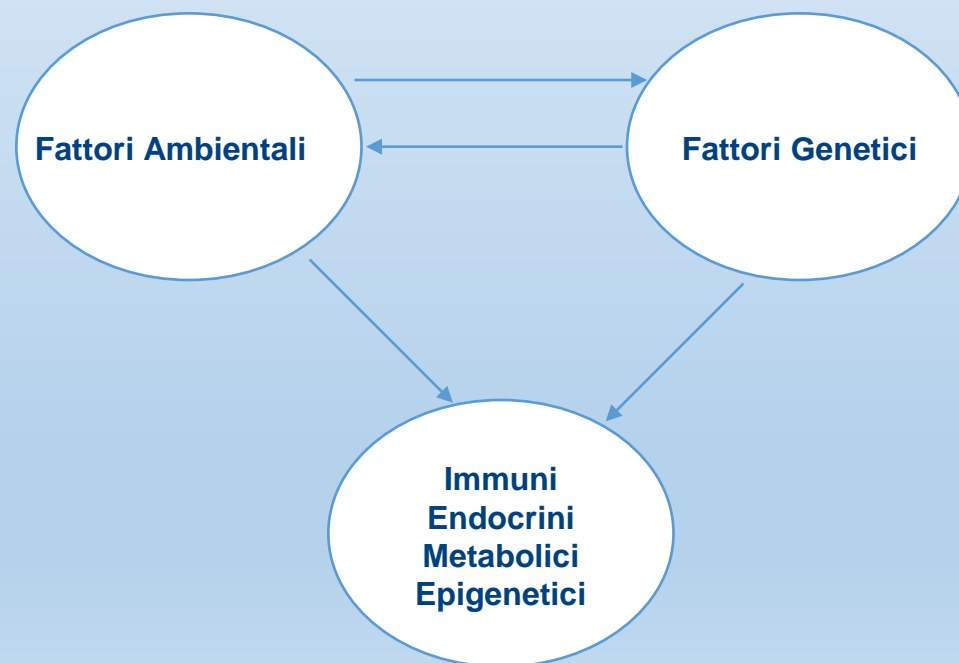 Fattori Ambientali
Fattori Genetici
Immuni
Endocrini
Metabolici
Epigenetici